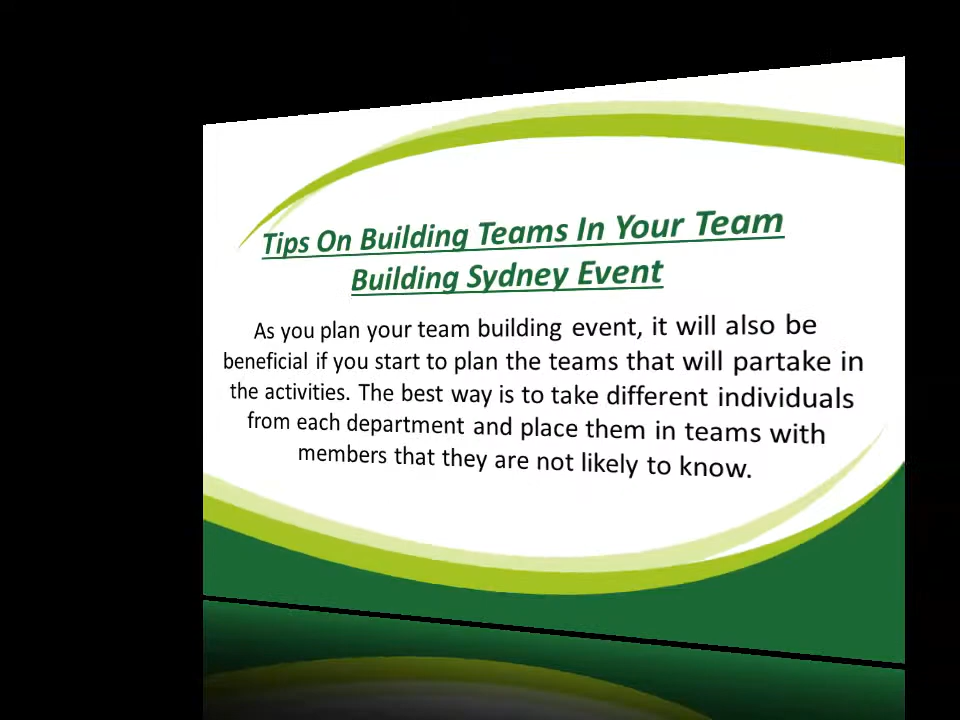 Tips On Building Teams In Your Team
Building Sydney Event
As you plan your team building event, it will also be
beneficial if you start to plan the teams that will partake in
the activities. The best way is to take different individuals
from each department and place them in teams with
members that they are not likely to know.